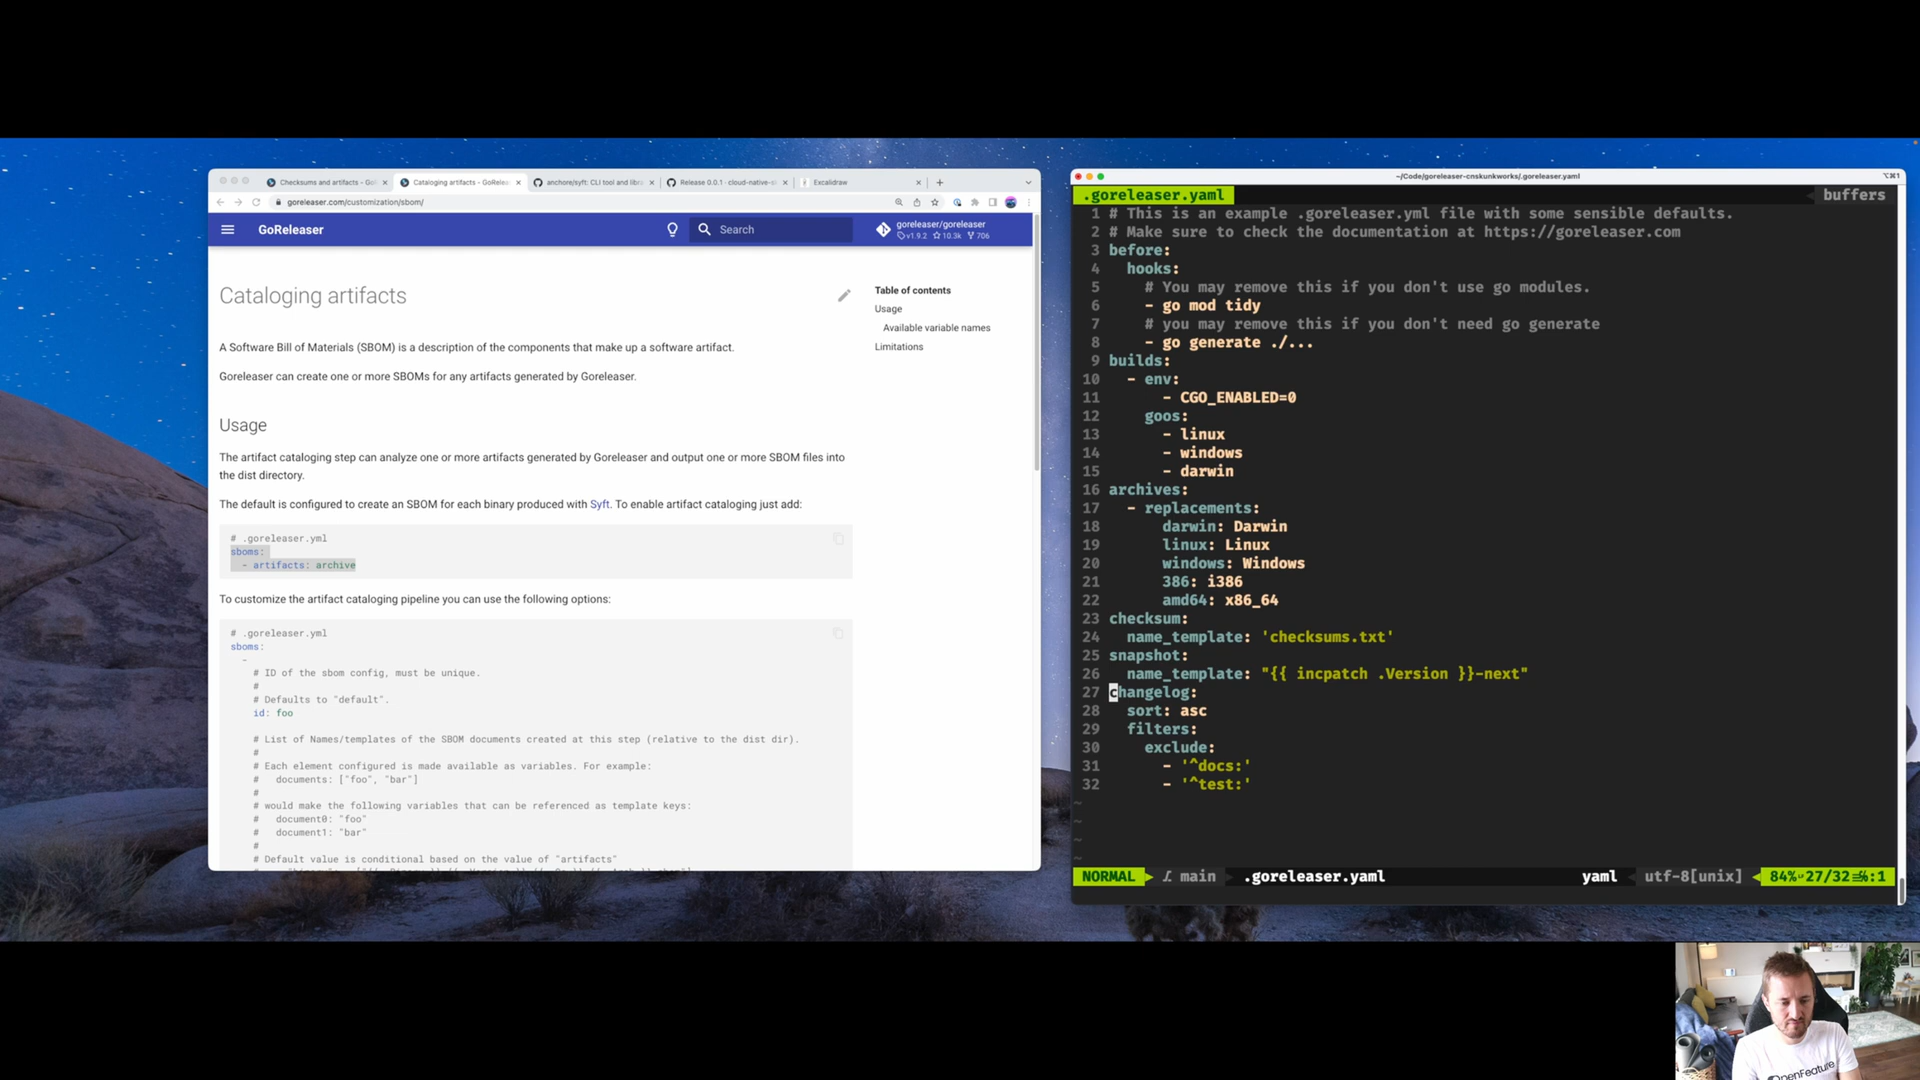 Checksums and artifacts - Go
Cataloging artifacts - GoRelea
anchore/syft: CLI tool and libra
Release 0.0.1 · cloud-native-s
Excalidraw
goreleaser.com/customization/sbom/
GoReleaser
Search
goreleaser/goreleaser
v1.9.2 10.3k 706
Cataloging artifacts
A Software Bill of Materials (SBOM) is a description of the components that make up a software artifact.
Goreleaser can create one or more SBOMs for any artifacts generated by Goreleaser.
Usage
The artifact cataloging step can analyze one or more artifacts generated by Goreleaser and output one or more SBOM files into
the dist directory.
The default is configured to create an SBOM for each binary produced with Syft. To enable artifact cataloging just add:
# .goreleaser.yml
sboms:
- artifacts: archive
To customize the artifact cataloging pipeline you can use the following options:
# .goreleaser.yml
sboms:
-
# ID of the sbom config, must be unique.
#
# Defaults to "default".
id: foo
# List of Names/templates of the SBOM documents created at this step (relative to the dist dir).
#
# Each element configured is made available as variables. For example:
# documents: ["foo", "bar"]
#
# would make the following variables that can be referenced as template keys:
# document0: "foo"
# document1: "bar"
#
# Default value is conditional based on the value of "artifacts"
Table of contents
Usage
Available variable names
Limitations
~/Code/goreleaser-cnskunkworks/.goreleaser.yaml
⌥⌘1
.goreleaser.yaml
buffers
1 # This is an example .goreleaser.yml file with some sensible defaults.
2 # Make sure to check the documentation at https://goreleaser.com
3 before:
4 hooks:
5 # You may remove this if you don't use go modules.
6 - go mod tidy
7 # you may remove this if you don't need go generate
8 - go generate ./...
9 builds:
10 - env:
11 - CGO_ENABLED=0
12 goos:
13 - linux
14 - windows
15 - darwin
16 archives:
17 - replacements:
18 darwin: Darwin
19 linux: Linux
20 windows: Windows
21 386: i386
22 amd64: x86_64
23 checksum:
24 name_template: 'checksums.txt'
25 snapshot:
26 name_template: "{{ incpatch .Version }}-next"
27 changelog:
28 sort: asc
29 filters:
30 exclude:
31 - '^docs:'
32 - '^test:'
~
~
~
~
NORMAL main .goreleaser.yaml yaml utf-8[unix] 84% 27/32 :1
OpenFeature